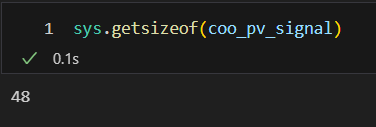 1 sys.getsizeof(coo_pv_signal)
✓ 0.1s
48